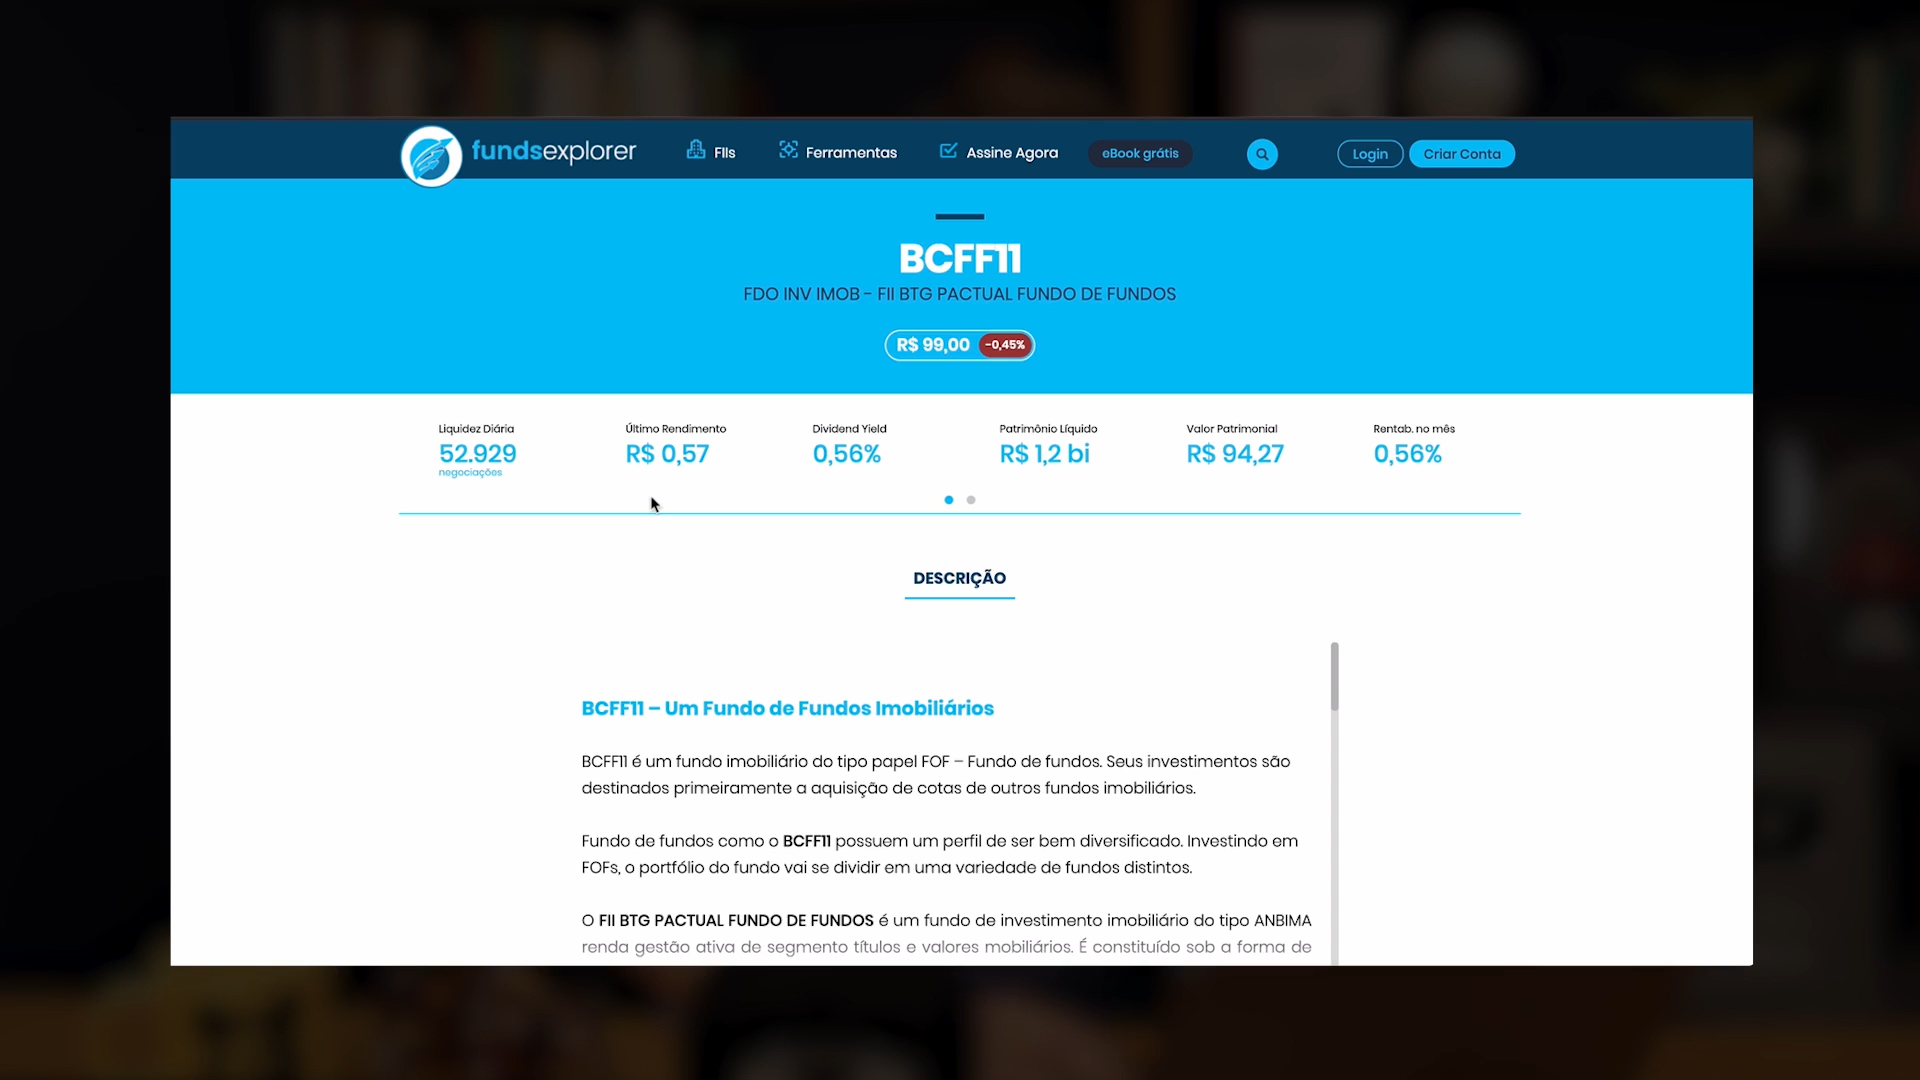 fundsexplorer
FIIs
Ferramentas
Assine Agora
eBook grátis
Login
Criar Conta
BCFF11
FDO INV IMOB - FII BTG PACTUAL FUNDO DE FUNDOS
R$ 99,00 -0,45%
Liquidez Diária
52.929
negociações
Último Rendimento
R$ 0,57
Dividend Yield
0,56%
Patrimônio Líquido
R$ 1,2 bi
Valor Patrimonial
R$ 94,27
Rentab. no mês
0,56%
DESCRIÇÃO
BCFF11 – Um Fundo de Fundos Imobiliários
BCFF11 é um fundo imobiliário do tipo papel FOF – Fundo de fundos. Seus investimentos são
destinados primeiramente a aquisição de cotas de outros fundos imobiliários.
Fundo de fundos como o BCFF11 possuem um perfil de ser bem diversificado. Investindo em
FOFs, o portfólio do fundo vai se dividir em uma variedade de fundos distintos.
O FII BTG PACTUAL FUNDO DE FUNDOS é um fundo de investimento imobiliário do tipo ANBIMA
renda gestão ativa de segmento títulos e valores mobiliários. É constituído sob a forma de